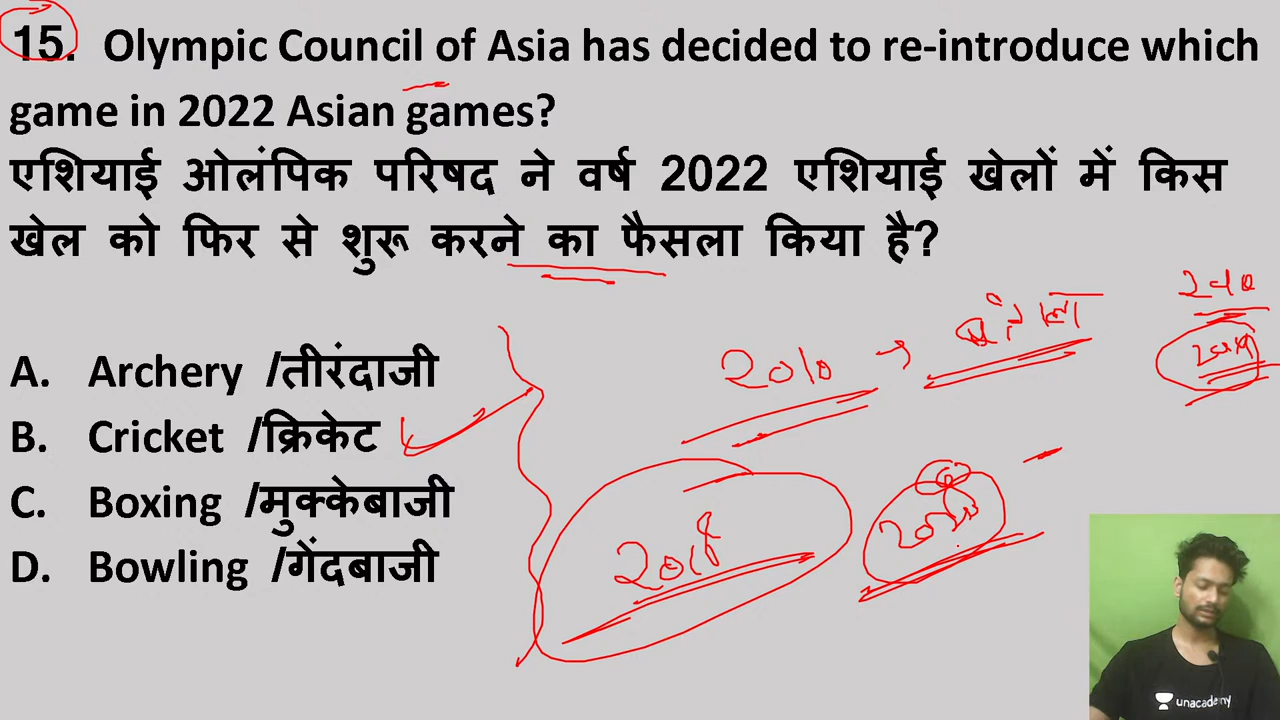 15. Olympic Council of Asia has decided to re-introduce which
game in 2022 Asian games?
एशियाई ओलंपिक परिषद ने वर्ष 2022 एशियाई खेलों में किस
खेल को फिर से शुरू करने का फैसला किया है?
2010
A. Archery /तीरंदाजी
B. Cricket /क्रिकेट
C. Boxing /मुक्केबाजी
D. Bowling /गेंदबाजी
2018
unacademy